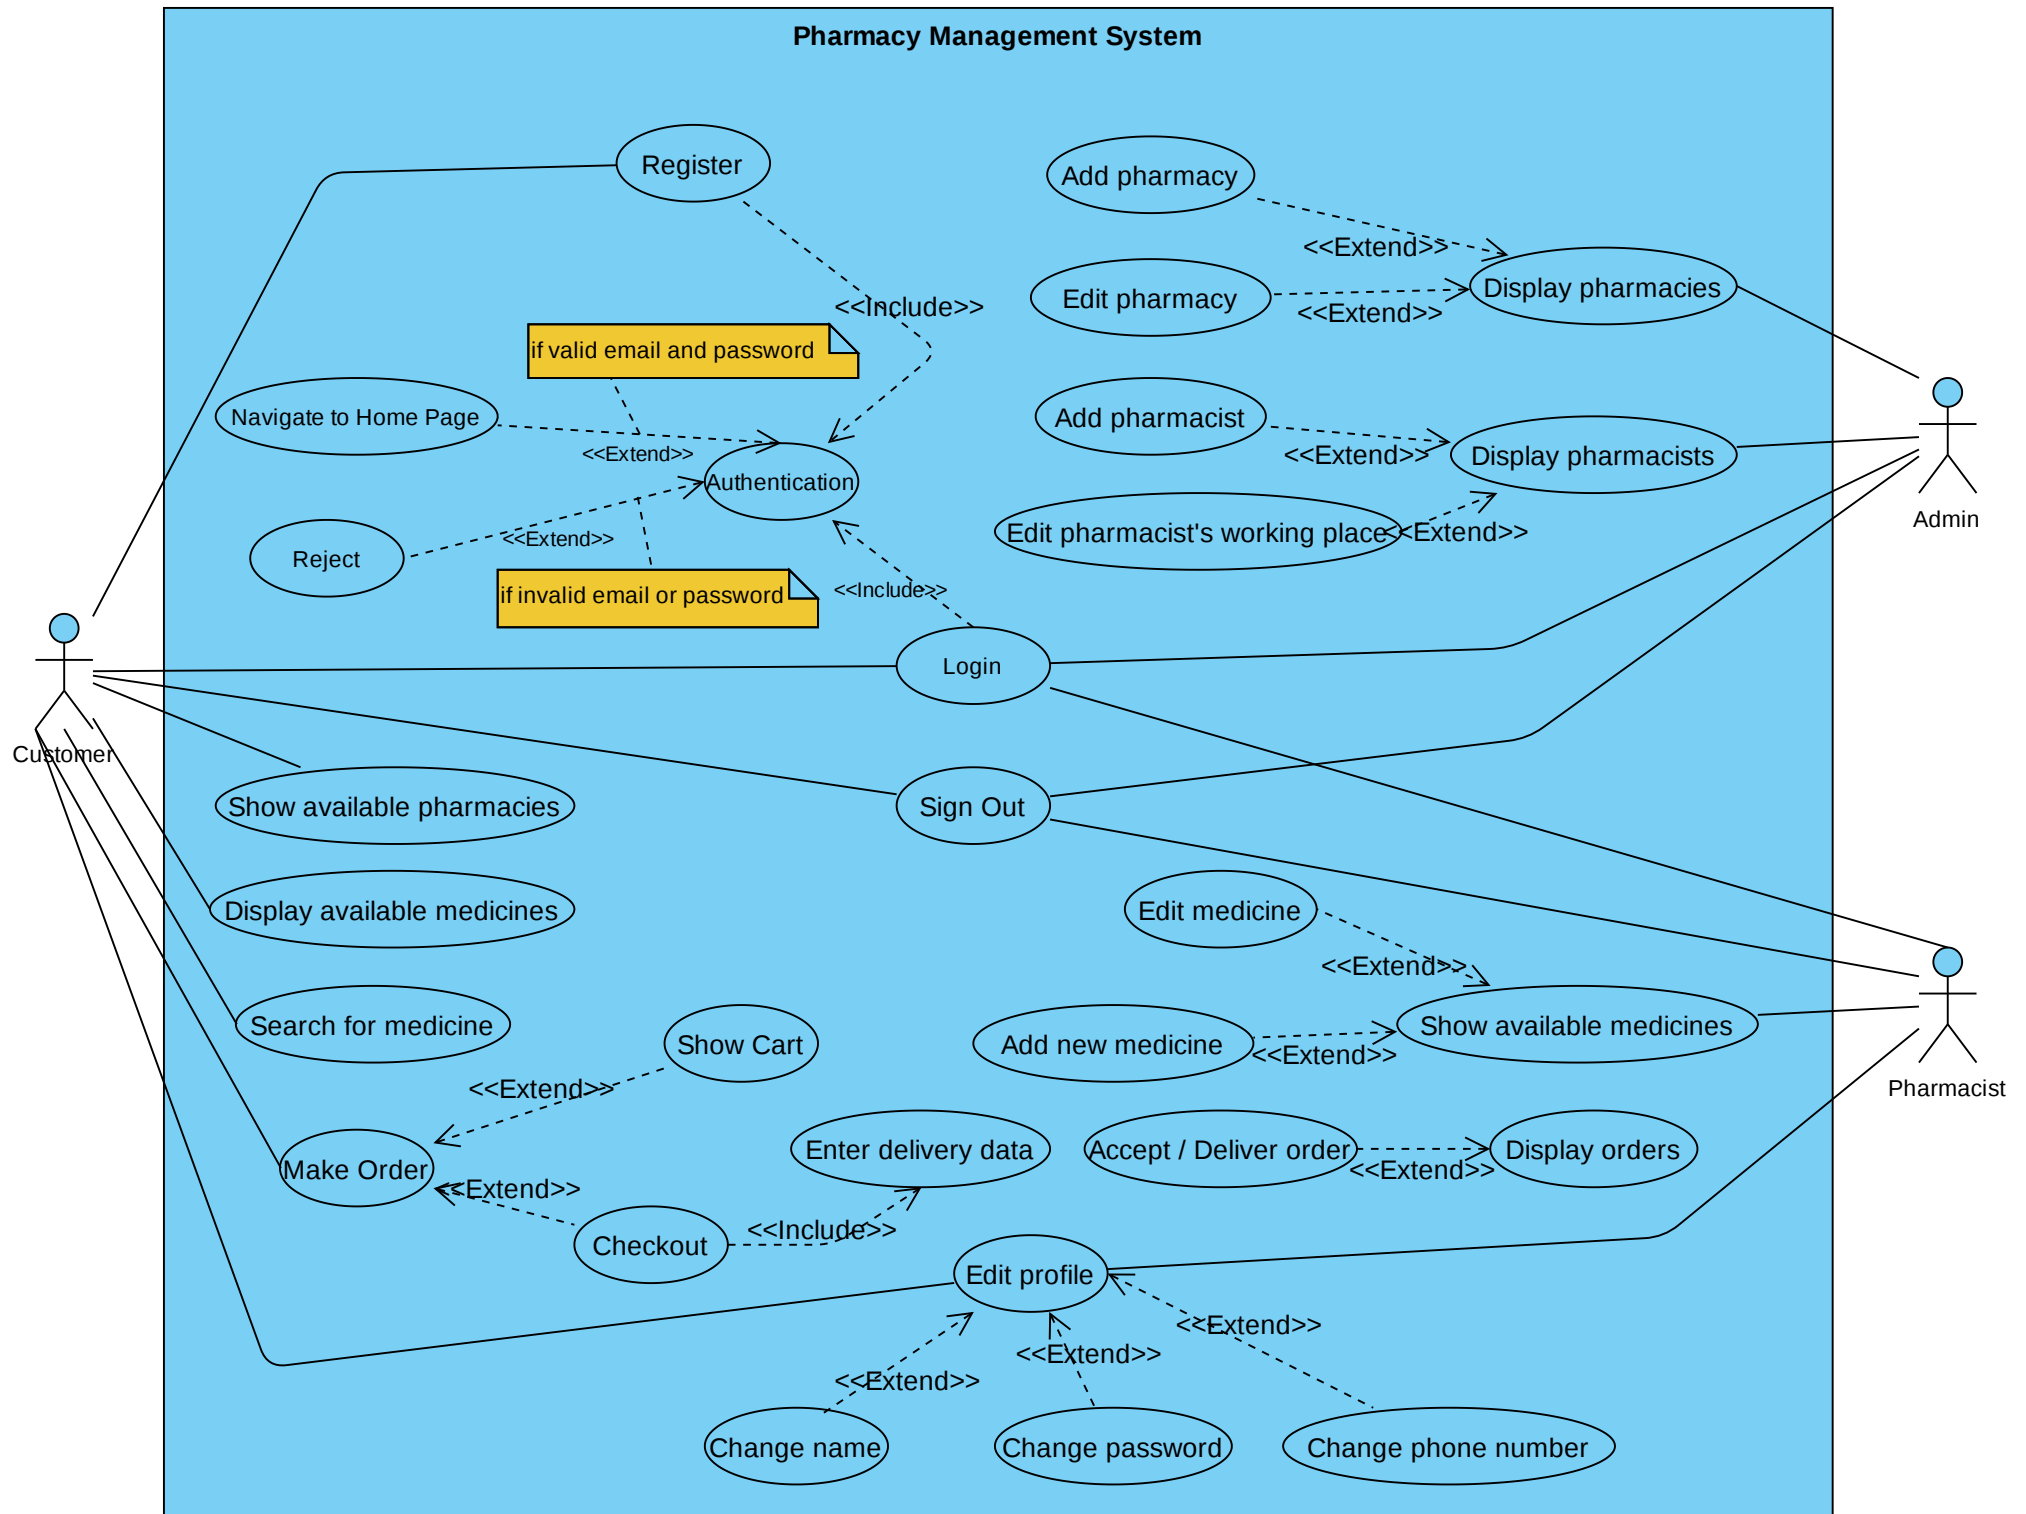 Pharmacy Management System
Register
Add pharmacy
<<Extend>>
Display pharmacies
Edit pharmacy
<<Extend>>
<<Include>>
if valid email and password
Navigate to Home Page
<<Extend>>
Authentication
Add pharmacist
<<Extend>>
Display pharmacists
Admin
Edit pharmacist's working place
<<Extend>>
Reject
<<Extend>>
if invalid email or password
<<Include>>
Login
Customer
Show available pharmacies
Sign Out
Display available medicines
Edit medicine
<<Extend>>
Search for medicine
Show Cart
Add new medicine
<<Extend>>
Show available medicines
Pharmacist
<<Extend>>
Make Order
<<Extend>>
Enter delivery data
Accept / Deliver order
<<Extend>>
Display orders
Checkout
<<Include>>
Edit profile
<<Extend>>
<<Extend>>
<<Extend>>
Change name
Change password
Change phone number